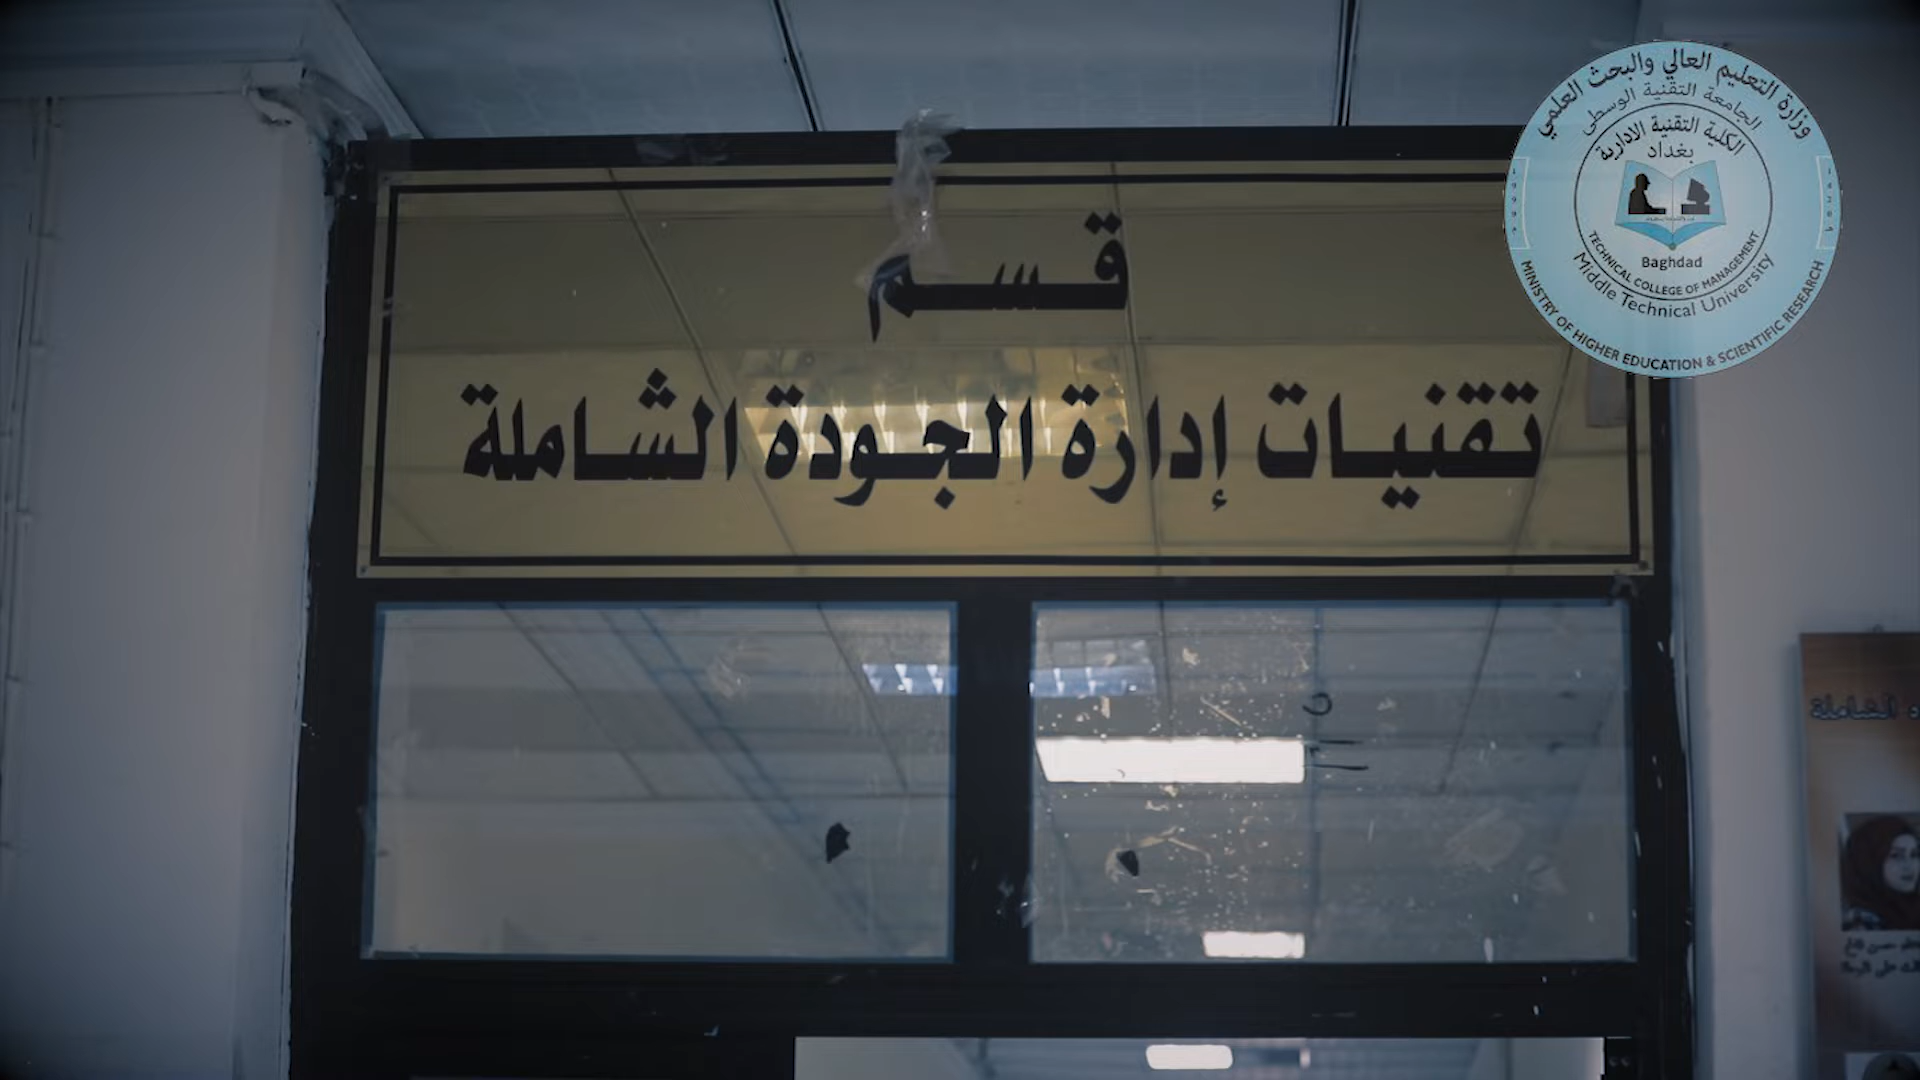 قسم
تقنيات إدارة الجودة الشاملة
وزارة التعليم العالي والبحث العلمي
الجامعة التقنية الوسطى
الكلية التقنية الادارية
بغداد
Baghdad
TECHNICAL COLLEGE OF MANAGEMENT
Middle Technical University
MINISTRY OF HIGHER EDUCATION & SCIENTIFIC RESEARCH
الشاملة